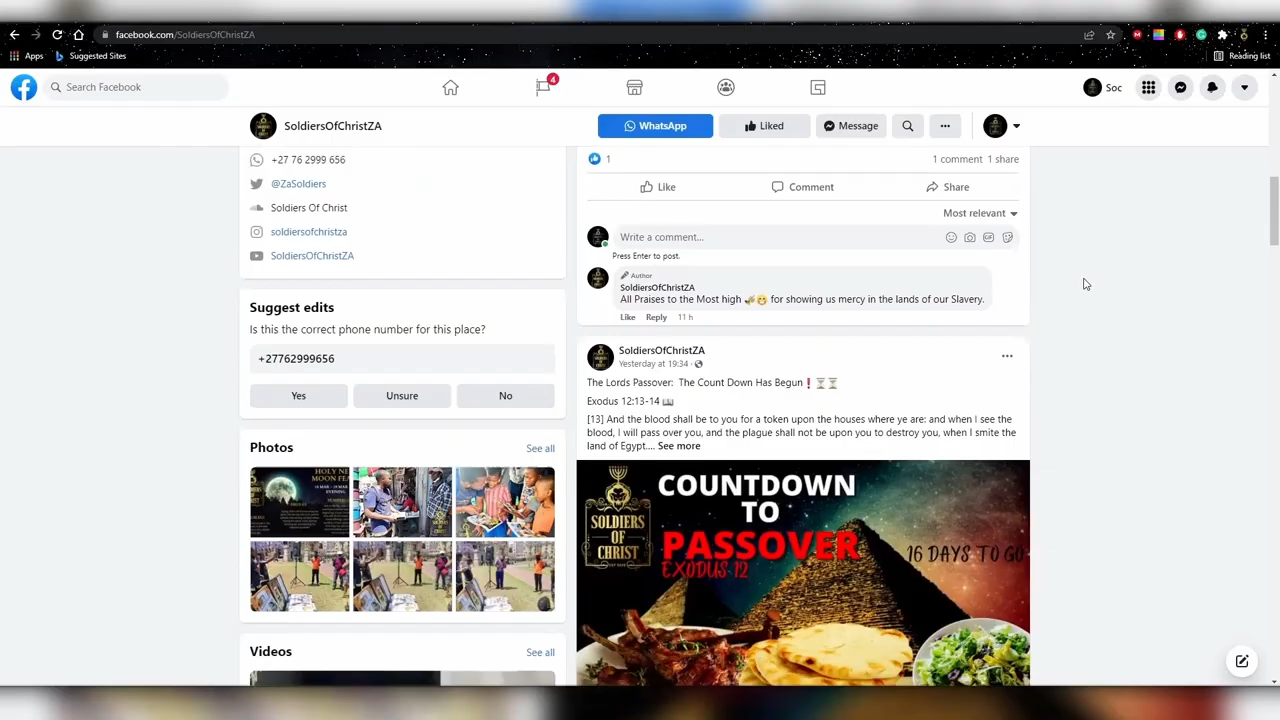 facebook.com/SoldiersOfChristZA
Apps
Suggested Sites
Reading list
Search Facebook
4
Soc
SoldiersOfChristZA
WhatsApp
Liked
Message
+27 76 2999 656
@ZaSoldiers
Soldiers Of Christ
soldiersofchristza
SoldiersOfChristZA
Suggest edits
Is this the correct phone number for this place?
+27762999656
Yes
Unsure
No
Photos
See all
HOLY NE
MOON FEA
Videos
See all
1
1 comment 1 share
Like
Comment
Share
Most relevant
Write a comment...
GIF
Press Enter to post.
Author
SoldiersOfChristZA
All Praises to the Most high 🎺😁 for showing us mercy in the lands of our Slavery.
Like Reply 11 h
SoldiersOfChristZA
Yesterday at 19:34 ·
The Lords Passover: The Count Down Has Begun❗⏳⏳
Exodus 12:13-14 📖
[13] And the blood shall be to you for a token upon the houses where ye are: and when I see the
blood, I will pass over you, and the plague shall not be upon you to destroy you, when I smite the
land of Egypt.... See more
SOLDIERS
OF
CHRIST
COUNTDOWN
TO
PASSOVER
EXODUS 12
16 DAYS TO GO